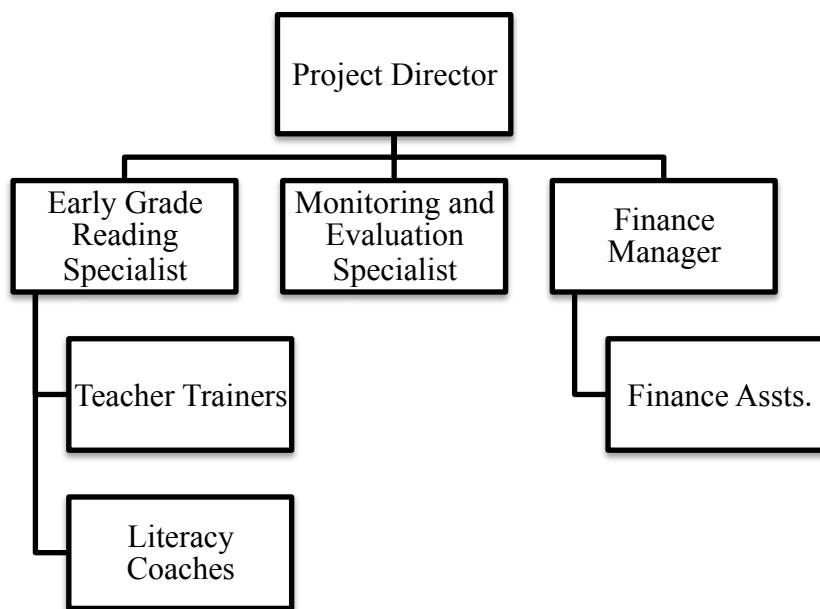 Project Director
Early Grade
Reading
Specialist
Monitoring and
Evaluation
Specialist
Finance
Manager
Teacher Trainers
Finance Assts.
Literacy
Coaches